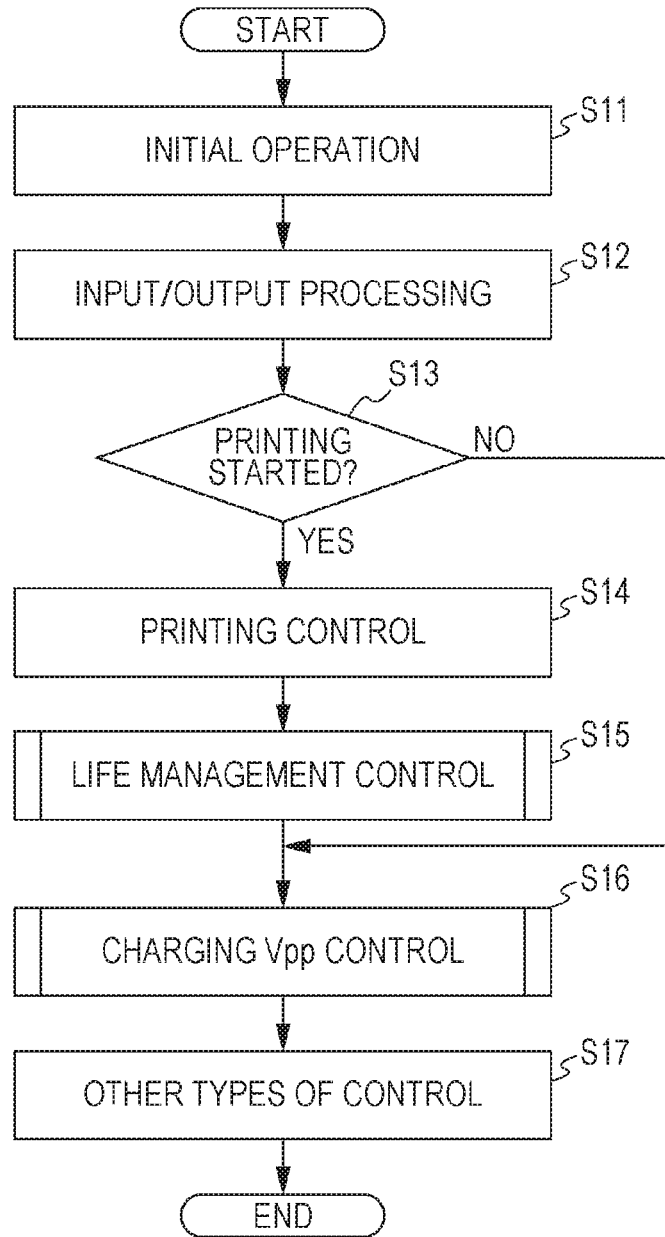 START
S11
INITIAL OPERATION
S12
INPUT/OUTPUT PROCESSING
S13
PRINTING
STARTED?
NO
YES
S14
PRINTING CONTROL
S15
LIFE MANAGEMENT CONTROL
S16
CHARGING Vpp CONTROL
S17
OTHER TYPES OF CONTROL
END